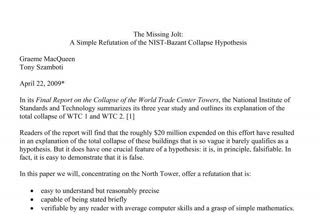 The Missing Jolt:
A Simple Refutation of the NIST-Bazant Collapse Hypothesis
Graeme MacQueen
Tony Szamboti
April 22, 2009*
In its Final Report on the Collapse of the World Trade Center Towers, the National Institute of
Standards and Technology summarizes its three year study and outlines its explanation of the
total collapse of WTC 1 and WTC 2. [1]
Readers of the report will find that the roughly $20 million expended on this effort have resulted
in an explanation of the total collapse of these buildings that is so vague it barely qualifies as a
hypothesis. But it does have one crucial feature of a hypothesis: it is, in principle, falsifiable. In
fact, it is easy to demonstrate that it is false.
In this paper we will, concentrating on the North Tower, offer a refutation that is:
• easy to understand but reasonably precise
• capable of being stated briefly
• verifiable by any reader with average computer skills and a grasp of simple mathematics.